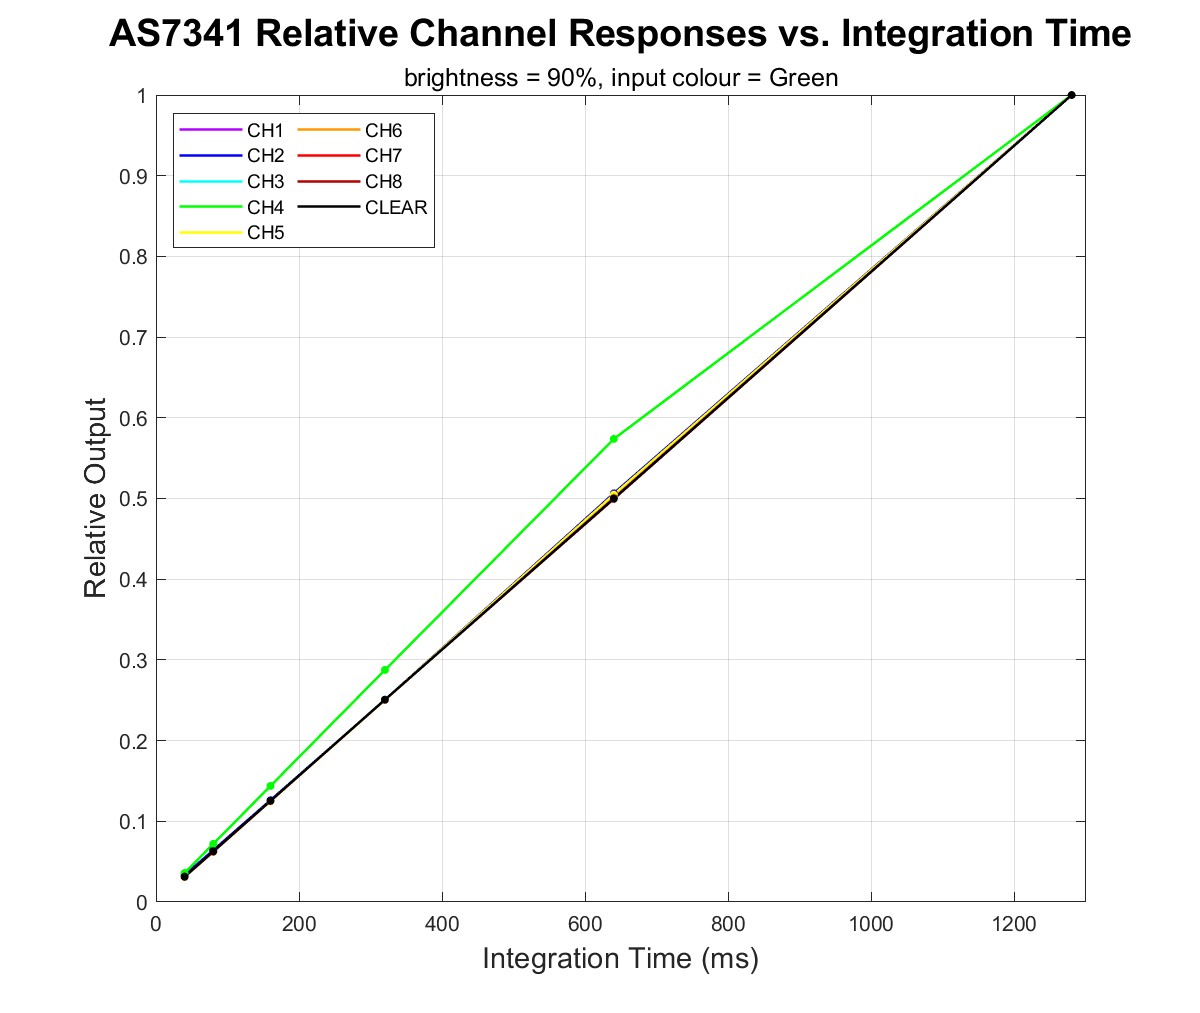 AS7341 Relative Channel Responses vs. Integration Time
brightness = 90%, input colour = Green
1
0.9
0.8
0.7
0.6
0.5
0.4
0.3
0.2
0.1
0
CH1
CH2
CH3
CH4
CH5
CH6
CH7
CH8
CLEAR
Relative Output
0 200 400 600 800 1000 1200
Integration Time (ms)